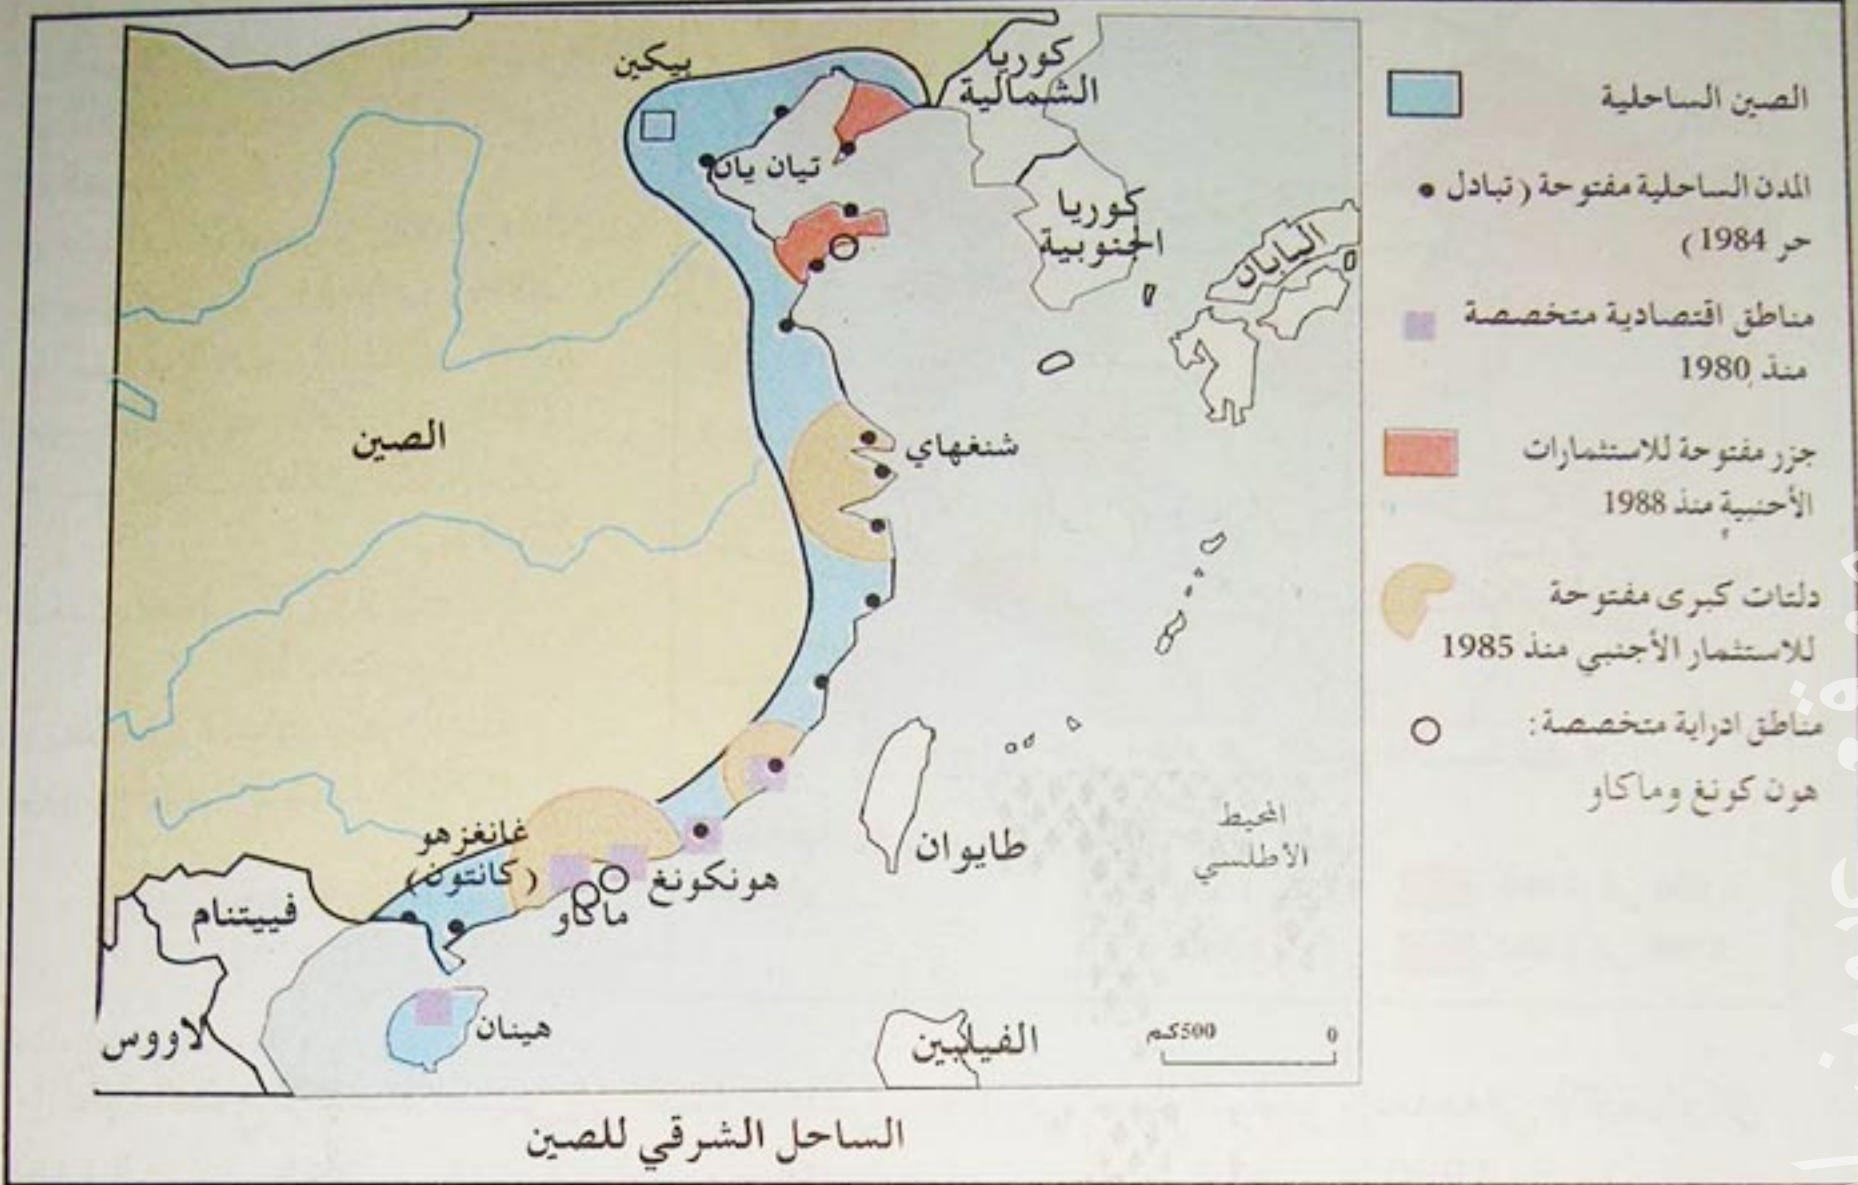 بيكين
كوريا
الشمالية
تيان يان
كوريا
الجنوبية
اليابان
الصين
شنغهاي
غانغزهو
(كانتون)
هونكونغ
ماكاو
طايوان
المحيط
الأطلسي
فييتنام
لاووس
هينان
الفيليبين
500كم
0
الصين الساحلية
المدن الساحلية مفتوحة (تبادل
حر 1984)
مناطق اقتصادية متخصصة
منذ 1980
جزر مفتوحة للاستثمارات
الأجنبية منذ 1988
دلتات كبرى مفتوحة
للاستثمار الأجنبي منذ 1985
مناطق ادراية متخصصة:
هون كونغ وماكاو
الساحل الشرقي للصين